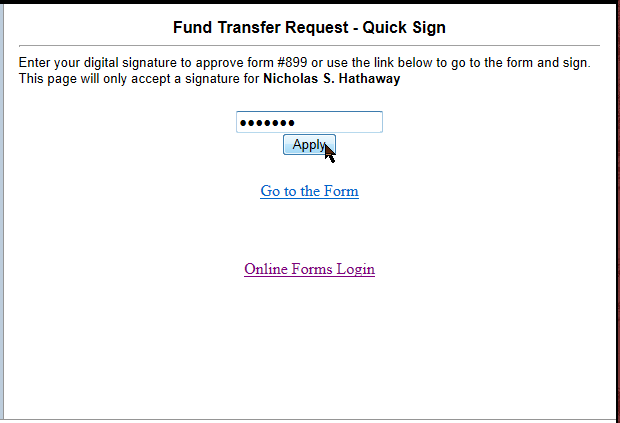 Fund Transfer Request - Quick Sign
Enter your digital signature to approve form #899 or use the link below to go to the form and sign.
This page will only accept a signature for Nicholas S. Hathaway
●●●●●●●
Apply
Go to the Form
Online Forms Login